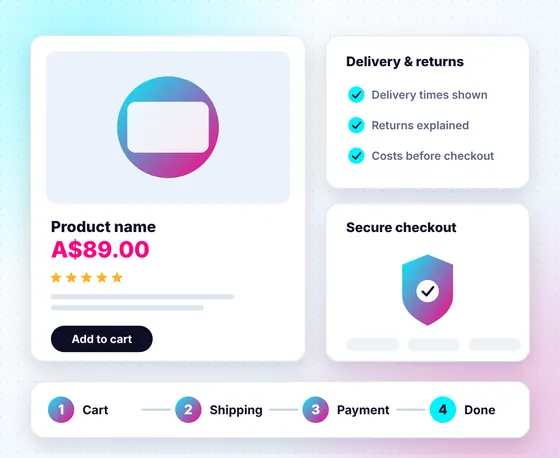 Product name
A$89.00
Add to cart
Delivery & returns
Delivery times shown
Returns explained
Costs before checkout
Secure checkout
1 Cart
2 Shipping
3 Payment
4 Done